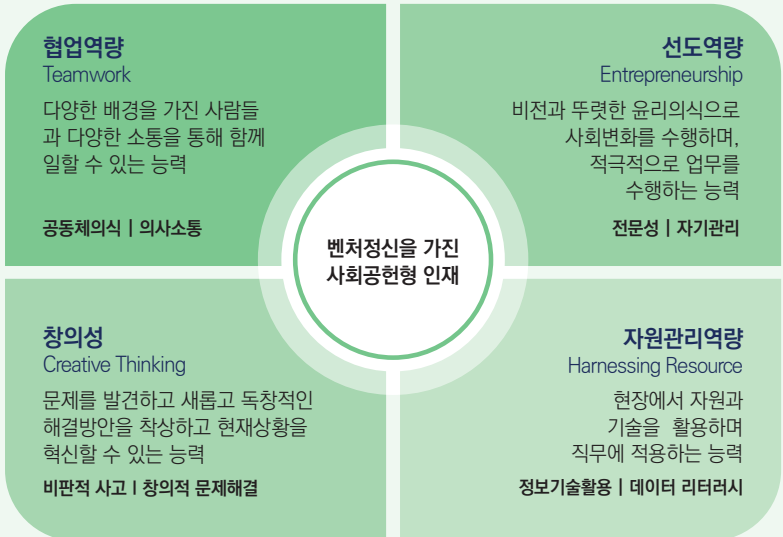 협업역량
Teamwork
다양한 배경을 가진 사람들
과 다양한 소통을 통해 함께
일할 수 있는 능력
공동체의식 | 의사소통
선도역량
Entrepreneurship
비전과 뚜렷한 윤리의식으로
사회변화를 수행하며,
적극적으로 업무를
수행하는 능력
전문성 | 자기관리
벤처정신을 가진
사회공헌형 인재
창의성
Creative Thinking
문제를 발견하고 새롭고 독창적인
해결방안을 착상하고 현재상황을
혁신할 수 있는 능력
비판적 사고 | 창의적 문제해결
자원관리역량
Harnessing Resource
현장에서 자원과
기술을 활용하며
직무에 적용하는 능력
정보기술활용 | 데이터 리터러시